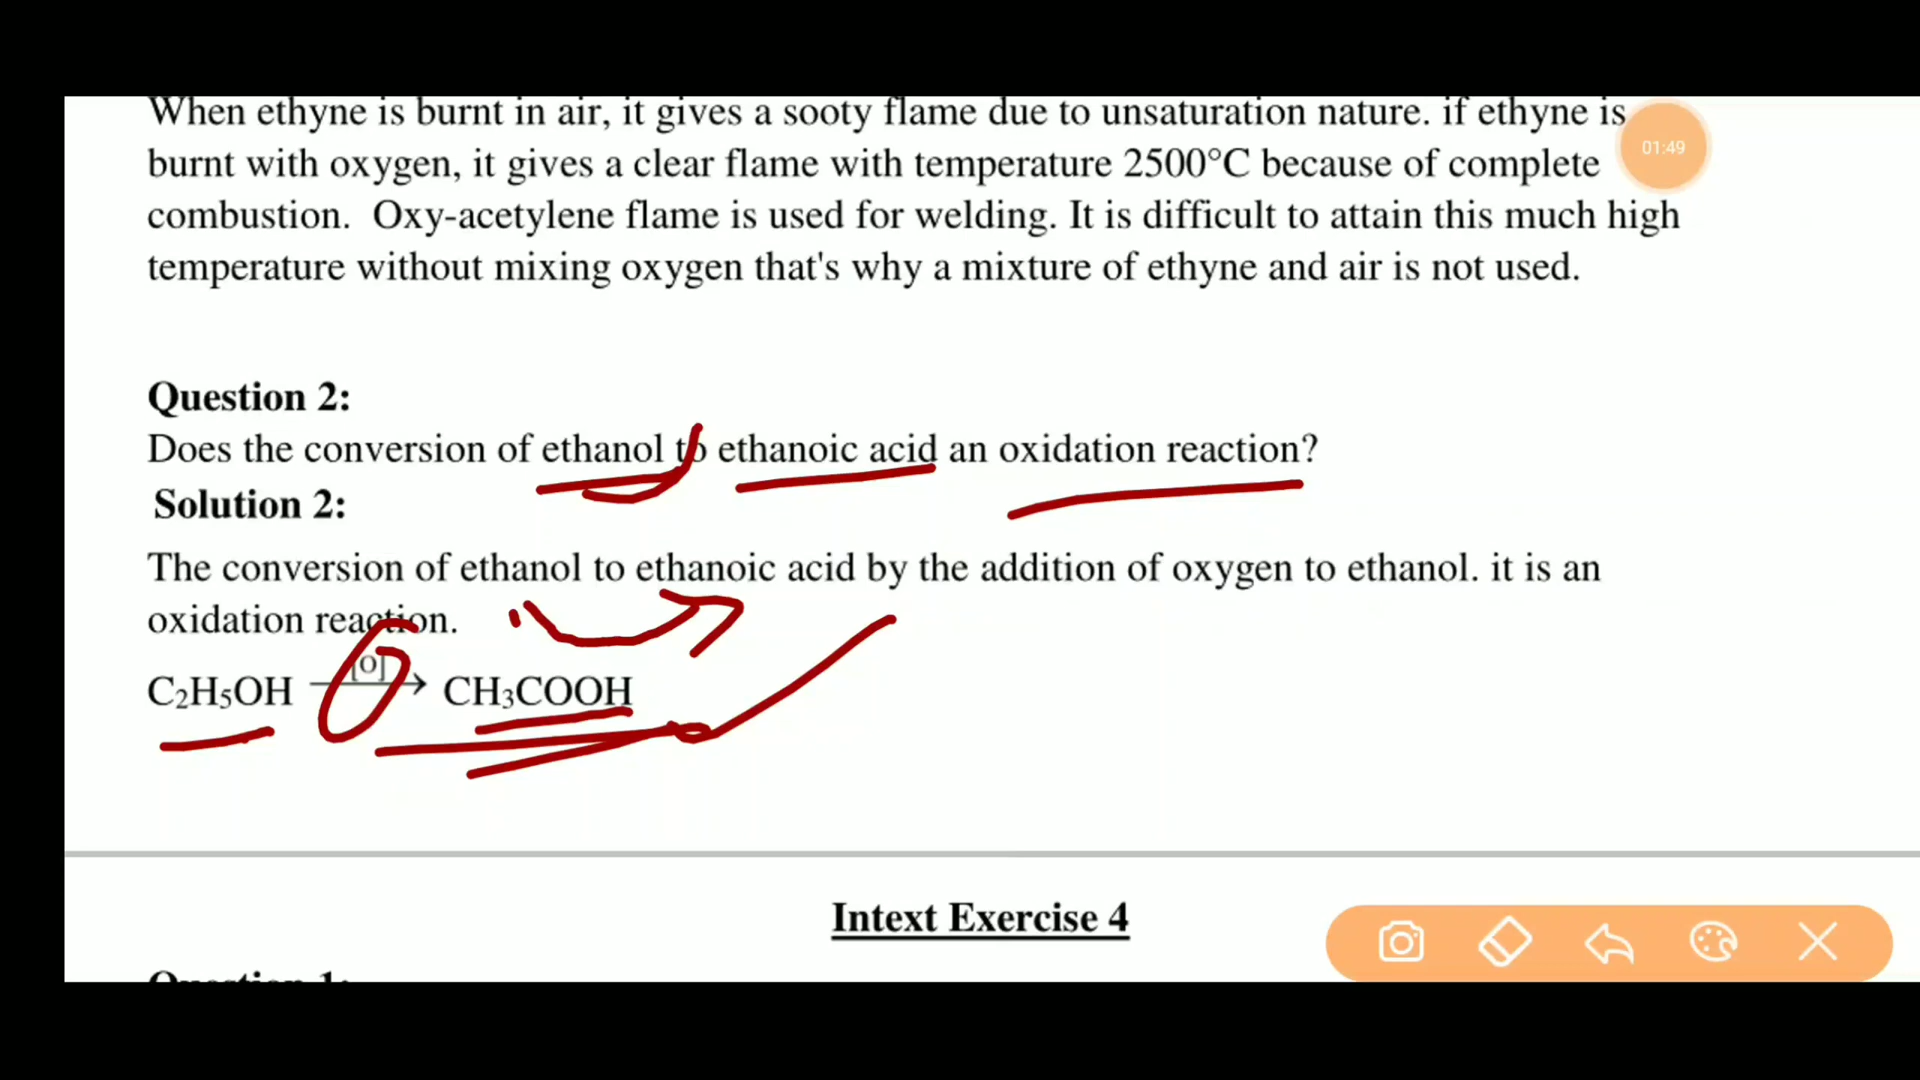 When ethyne is burnt in air, it gives a sooty flame due to unsaturation nature. if ethyne is
01:49
burnt with oxygen, it gives a clear flame with temperature 2500°C because of complete
combustion. Oxy-acetylene flame is used for welding. It is difficult to attain this much high
temperature without mixing oxygen that's why a mixture of ethyne and air is not used.
Question 2:
Does the conversion of ethanol to ethanoic acid an oxidation reaction?
Solution 2:
The conversion of ethanol to ethanoic acid by the addition of oxygen to ethanol. it is an
oxidation reaction.
[O]
C₂H₅OH ⟶ CH₃COOH
Intext Exercise 4
Question 1: